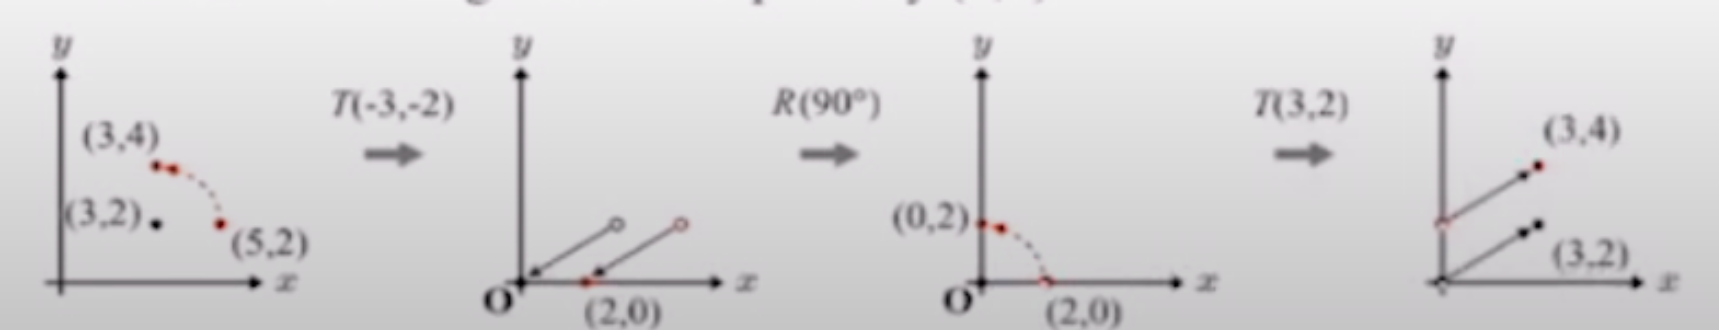 y
T(-3,-2)
y
R(90°)
y
T(3,2)
y
(3,4)
(3,4)
(3,2)
(5,2)
(0,2)
(3,2)
x
x
x
x
O
(2,0)
O
(2,0)